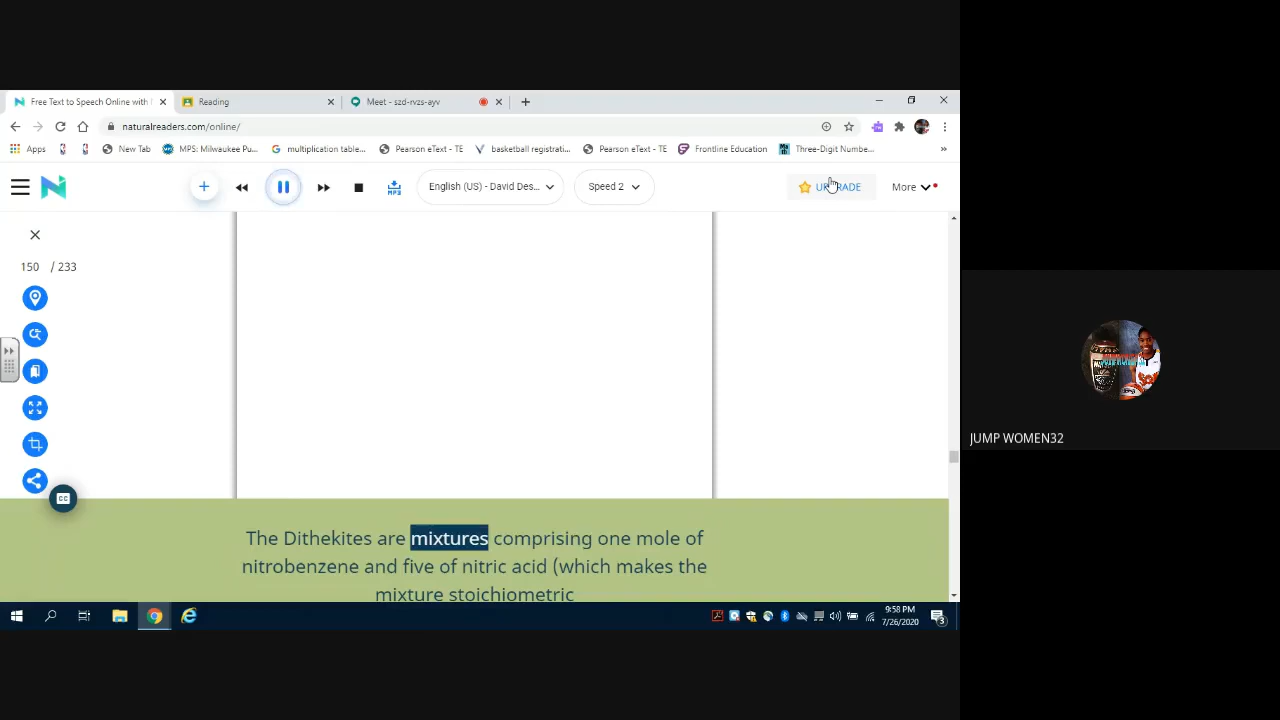 Free Text to Speech Online with
Reading
Meet - szd-rvzs-ayv
naturalreaders.com/online/
Apps
New Tab
MPS: Milwaukee Pu...
multiplication table...
Pearson eText - TE
basketball registrati...
Pearson eText - TE
Frontline Education
Three-Digit Numbe...
MP3
English (US) - David Des...
Speed 2
More
150 / 233
CC
JUMP WOMEN32
The Dithekites are mixtures comprising one mole of
nitrobenzene and five of nitric acid (which makes the
mixture stoichiometric
9:58 PM
7/26/2020
3